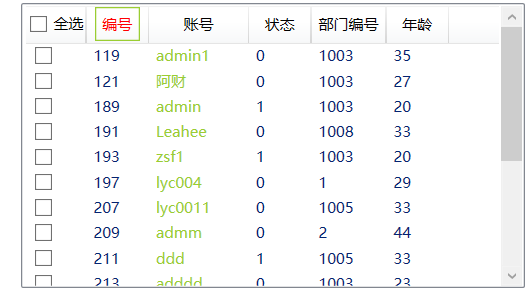 全选 编号 账号 状态 部门编号 年龄
119 admin1 0 1003 35
121 阿财 0 1003 27
189 admin 1 1003 20
191 Leahee 0 1008 33
193 zsf1 1 1003 20
197 lyc004 0 1 29
207 lyc0011 0 1005 33
209 admm 0 2 44
211 ddd 1 1005 33
213 adddd 0 1003 23